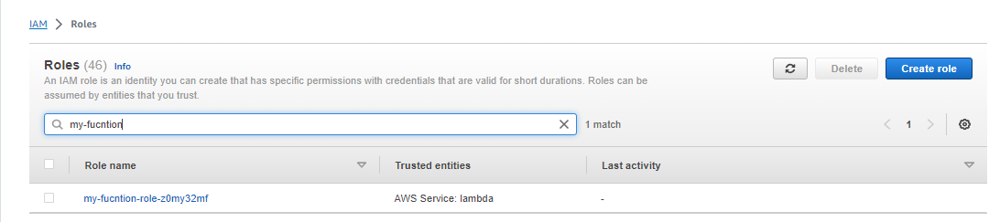 IAM > Roles
Roles (46) Info
Delete
Create role
An IAM role is an identity you can create that has specific permissions with credentials that are valid for short durations. Roles can be
assumed by entities that you trust.
my-fucntion
1 match
1
Role name Trusted entities Last activity
my-fucntion-role-z0my32mf AWS Service: lambda -